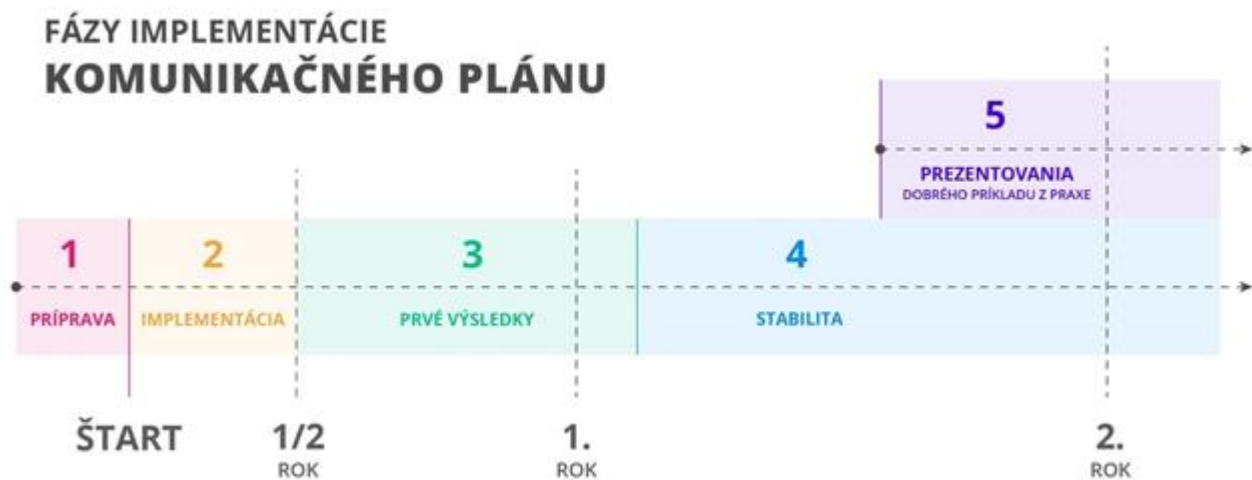 FÁZY IMPLEMENTÁCIE
KOMUNIKAČNÉHO PLÁNU
5
PREZENTOVANIA
DOBRÉHO PRÍKLADU Z PRAXE
1
PRÍPRAVA
2
IMPLEMENTÁCIA
3
PRVÉ VÝSLEDKY
4
STABILITA
ŠTART
1/2
ROK
1.
ROK
2.
ROK